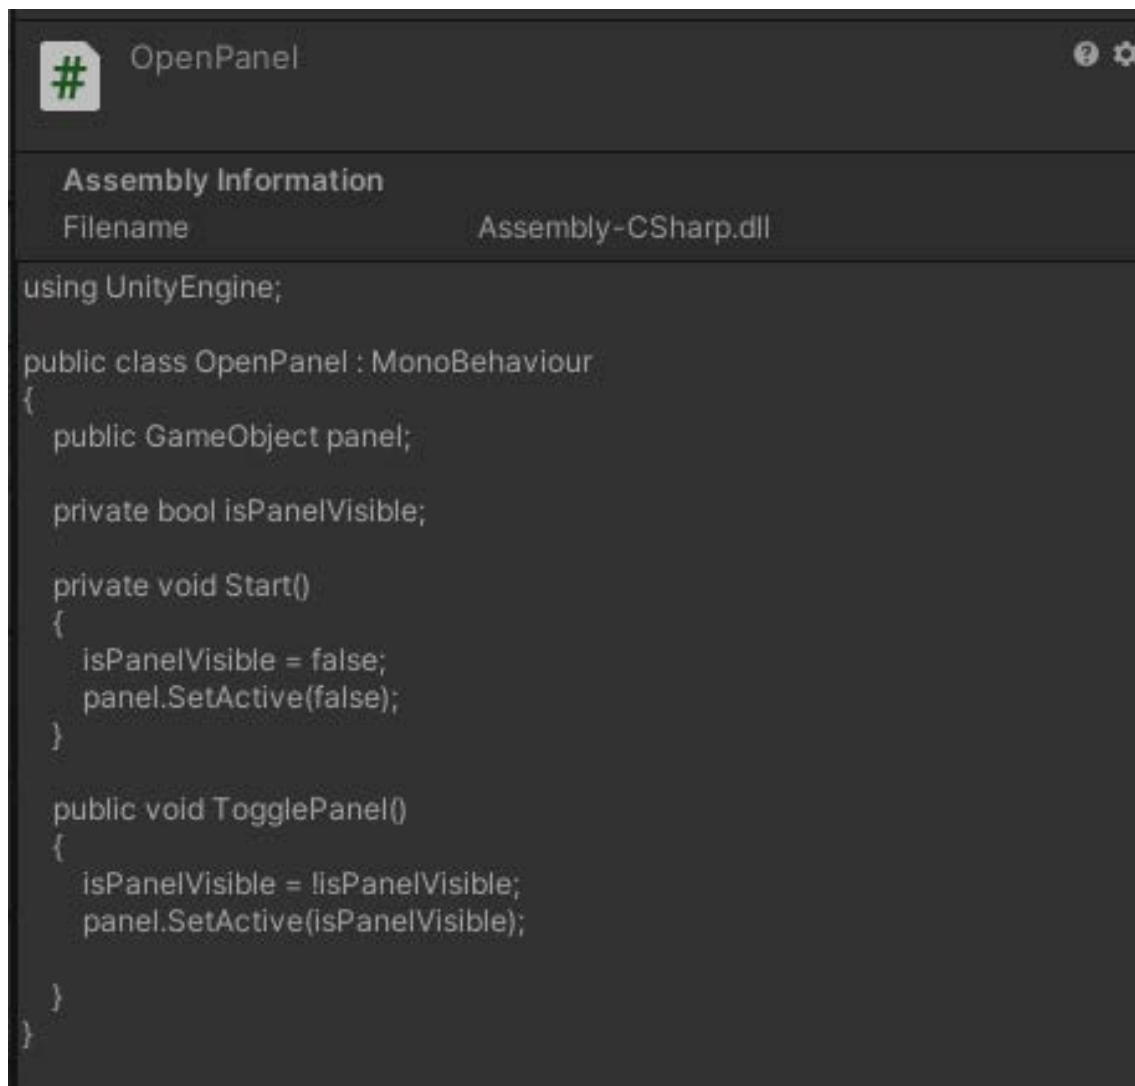 OpenPanel
Assembly Information
Filename Assembly-CSharp.dll
using UnityEngine;
public class OpenPanel : MonoBehaviour
{
public GameObject panel;
private bool isPanelVisible;
private void Start()
{
isPanelVisible = false;
panel.SetActive(false);
}
public void TogglePanel()
{
isPanelVisible = !isPanelVisible;
panel.SetActive(isPanelVisible);
}
}